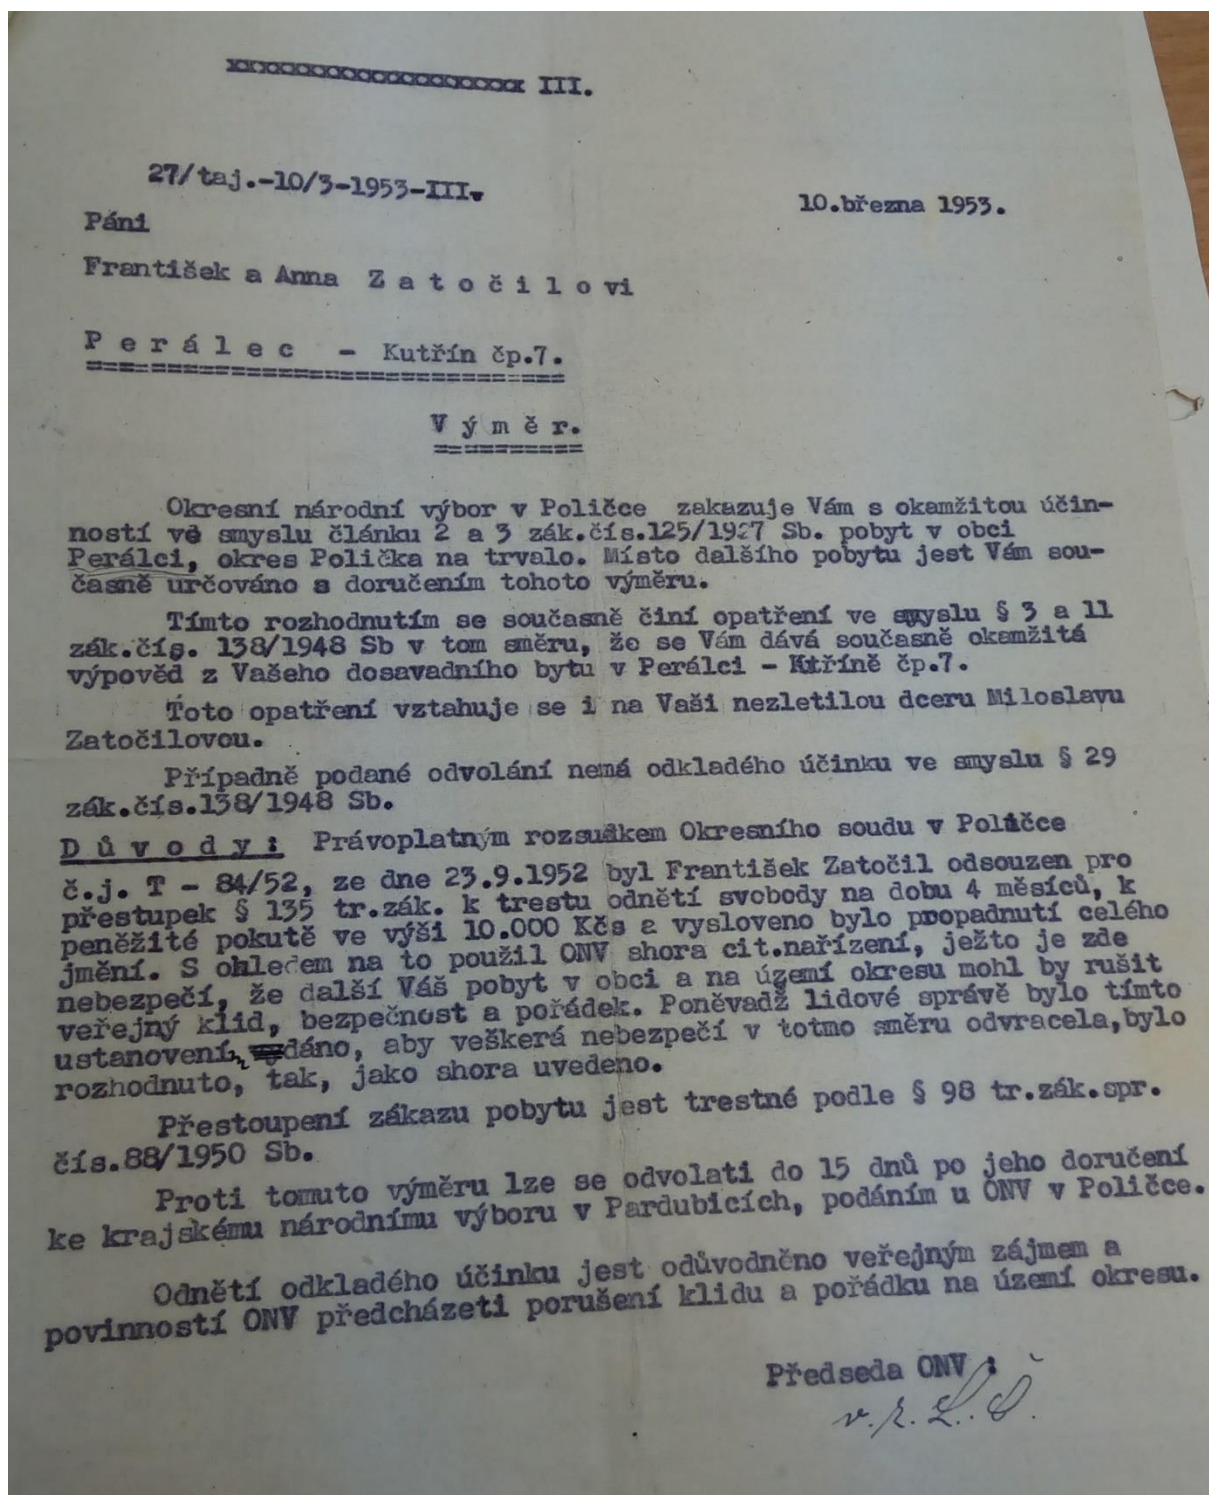 xxxxxxxxxxxxxxxxxxxxx III.
27/taj.-10/3-1953-III.
10.března 1953.
Páni
František a Anna Z a t o č i l o vi
P e r á l e c - Kutřín čp.7.
V ý m ě r.
Okresní národní výbor v Poličce zakazuje Vám s okamžitou účin-
ností ve smyslu článku 2 a 3 zák.čís.125/1927 Sb. pobyt v obci
Perálci, okres Polička na trvalo. Místo dalšího pobytu jest Vám sou-
časně určováno s doručením tohoto výměru.
Tímto rozhodnutím se současně činí opatření ve smyslu § 3 a 11
zák.čís. 138/1948 Sb v tom směru, že se Vám dává současně okamžitá
výpověd z Vašeho dosavadního bytu v Perálci - Kutříně čp.7.
Toto opatření vztahuje se i na Vaši nezletilou dceru Miloslavu
Zatočilovou.
Případně podané odvolání nemá odkladého účinku ve smyslu § 29
zák.čís.138/1948 Sb.
D ů v o d y : Právoplatným rozsudkem Okresního soudu v Poličce
č.j. T - 84/52, ze dne 23.9.1952 byl František Zatočil odsouzen pro
přestupek § 135 tr.zák. k trestu odnětí svobody na dobu 4 měsíců, k
peněžité pokutě ve výši 10.000 Kčs a vysloveno bylo propadnutí celého
jmění. S ohledem na to použil ONV shora cit.nařízení, ježto je zde
nebezpečí, že další Váš pobyt v obci a na území okresu mohl by rušit
veřejný klid, bezpečnost a pořádek. Poněvadž lidové správě bylo tímto
ustanovení, dáno, aby veškerá nebezpečí v totmo směru odvracela,bylo
rozhodnuto, tak, jako shora uvedeno.
Přestoupení zákazu pobytu jest trestné podle § 98 tr.zák.spr.
čís.88/1950 Sb.
Proti tomuto výměru lze se odvolati do 15 dnů po jeho doručení
ke krajskému národnímu výboru v Pardubicích, podáním u ONV v Poličce.
Odnětí odkladého účinku jest odůvodněno veřejným zájmem a
povinností ONV předcházeti porušení klidu a pořádku na území okresu.
Předseda ONV :
v. r.